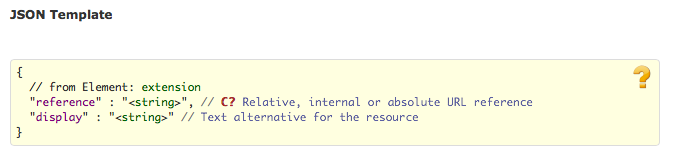 JSON Template
?
{
// from Element: extension
"reference" : "<string>", // C? Relative, internal or absolute URL reference
"display" : "<string>" // Text alternative for the resource
}